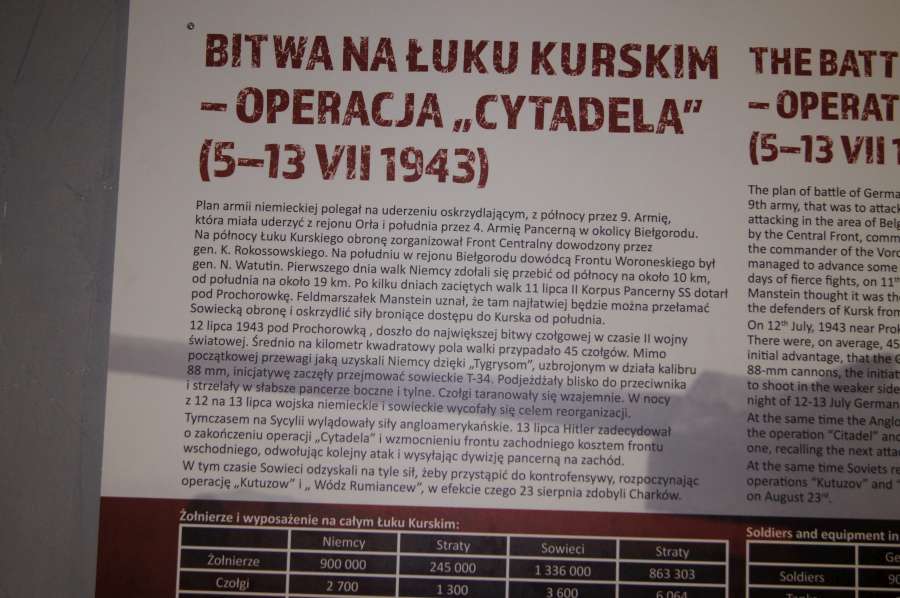 BITWA NA ŁUKU KURSKIM
– OPERACJA „CYTADELA”
(5–13 VII 1943)
Plan armii niemieckiej polegał na uderzeniu oskrzydlającym, z północy przez 9. Armię,
która miała uderzyć z rejonu Orła i południa przez 4. Armię Pancerną w okolicy Biełgorodu.
Na północy Łuku Kurskiego obronę zorganizował Front Centralny dowodzony przez
gen. K. Rokossowskiego. Na południu w rejonu Biełgorodu dowódcą Frontu Woroneskiego był
gen. N. Watutin. Pierwszego dnia walk Niemcy zdołali się przebić od północy na około 10 km,
od południa na około 19 km. Po kilku dniach zaciętych walk 11 lipca II Korpus Pancerny SS dotarł
pod Prochorowkę. Feldmarszałek Manstein uznał, że tam najłatwiej będzie można przełamać
Sowiecką obronę i oskrzydlić siły broniące dostępu do Kurska od południa.
12 lipca 1943 pod Prochorowką , doszło do największej bitwy czołgowej w czasie II wojny
światowej. Średnio na kilometr kwadratowy pola walki przypadało 45 czołgów. Mimo
początkowej przewagi jaką uzyskali Niemcy dzięki „Tygrysom”, uzbrojonym w działa kalibru
88 mm, inicjatywę zaczęły przejmować sowieckie T-34. Podjeżdżały blisko do przeciwnika
i strzelały w słabsze pancerze boczne i tylne. Czołgi taranowały się wzajemnie. W nocy
z 12 na 13 lipca wojska niemieckie i sowieckie wycofały się celem reorganizacji.
Tymczasem na Sycylii wylądowały siły angloamerykańskie. 13 lipca Hitler zadecydował
o zakończeniu operacji „Cytadela” i wzmocnieniu frontu zachodniego kosztem frontu
wschodniego, odwołując kolejny atak i wysyłając dywizję pancerną na zachód.
W tym czasie Sowieci odzyskali na tyle sił, żeby przystąpić do kontrofensywy, rozpoczynając
operację „Kutuzow” i „ Wódz Rumiancew”, w efekcie czego 23 sierpnia zdobyli Charków.
Żołnierze i wyposażenie na całym Łuku Kurskim:
Niemcy Straty Sowieci Straty
Żołnierze 900 000 245 000 1 336 000 863 303
Czołgi 2 700 1 300 3 600 6 064
THE BATT
– OPERAT
(5–13 VII 1
The plan of battle of Germa
9th army, that was to attack
attacking in the area of Belg
by the Central Front, comm
the commander of the Voro
managed to advance some
days of fierce fights, on 11th
Manstein thought it was the
the defenders of Kursk from
On 12th July, 1943 near Prok
There were, on average, 45
initial advantage, that the G
88-mm cannons, the initiati
to shoot in the weaker side
night of 12-13 July German
At the same time the Anglo
the operation "Citadel" and
one, recalling the next atta
At the same time Soviets re
operations "Kutuzov" and "
on August 23rd.
Soldiers and equipment in
Ge
Soldiers 90